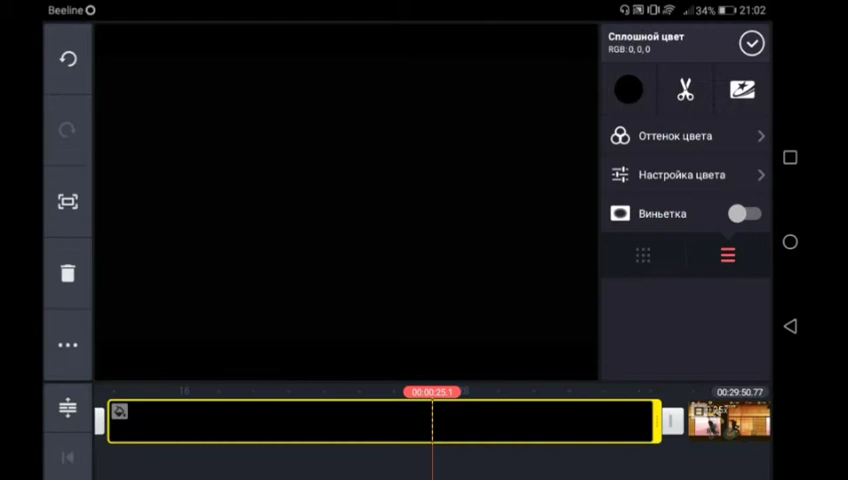 Beeline
34%
21:02
Сплошной цвет
RGB: 0, 0, 0
Оттенок цвета
Настройка цвета
Виньетка
16
00:00:25.1
00:29:50.77